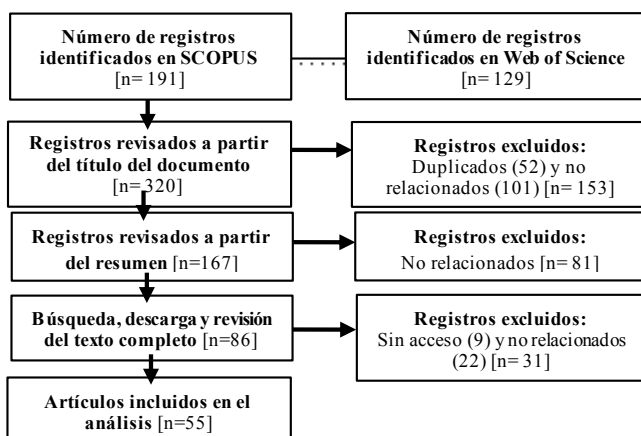 Número de registros
identificados en SCOPUS
[n= 191]
Número de registros
identificados en Web of Science
[n= 129]
Registros revisados a partir
del título del documento
[n= 320]
Registros excluidos:
Duplicados (52) y no
relacionados (101) [n= 153]
Registros revisados a partir
del resumen [n=167]
Registros excluidos:
No relacionados [n= 81]
Búsqueda, descarga y revisión
del texto completo [n=86]
Registros excluidos:
Sin acceso (9) y no relacionados
(22) [n= 31]
Artículos incluidos en el
análisis [n=55]